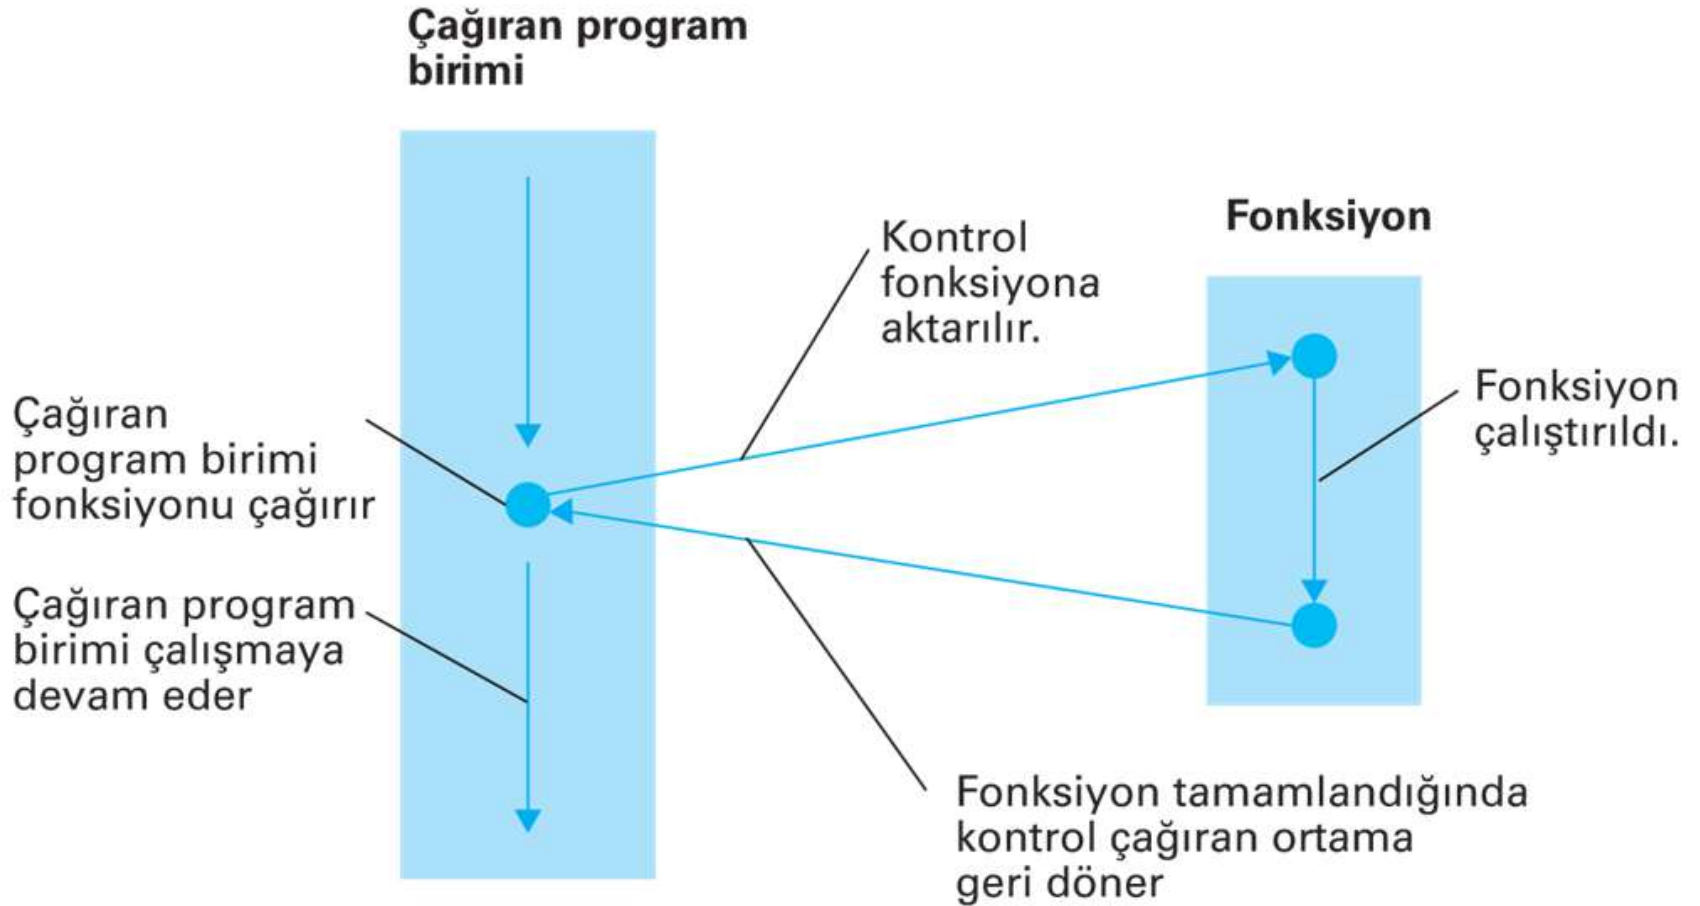 Çağıran program
birimi
Fonksiyon
Kontrol
fonksiyona
aktarılır.
Fonksiyon
çalıştırıldı.
Çağıran
program birimi
fonksiyonu çağırır
Çağıran program
birimi çalışmaya
devam eder
Fonksiyon tamamlandığında
kontrol çağıran ortama
geri döner